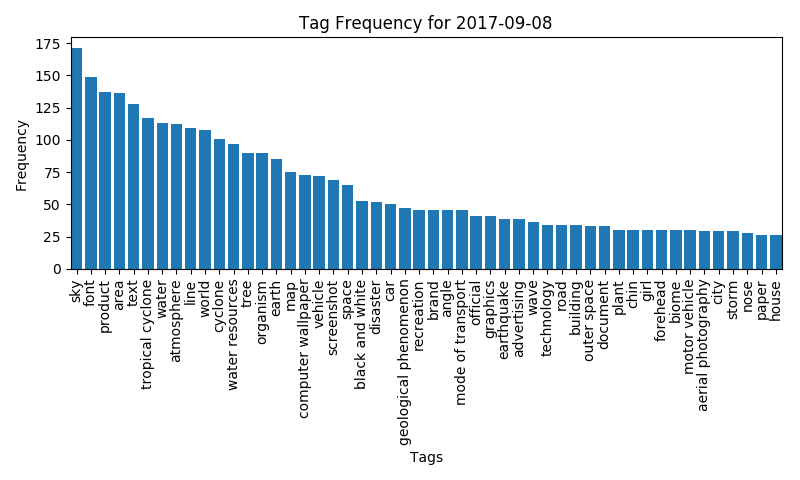 Tag Frequency for 2017-09-08
Frequency
175
150
125
100
75
50
25
0
sky
font
product
area
text
tropical cyclone
water
atmosphere
line
world
cyclone
water resources
tree
organism
earth
map
computer wallpaper
vehicle
screenshot
space
black and white
disaster
car
geological phenomenon
recreation
brand
angle
mode of transport
official
graphics
earthquake
advertising
wave
technology
road
building
outer space
document
plant
chin
girl
forehead
biome
motor vehicle
aerial photography
city
storm
nose
paper
house
Tags